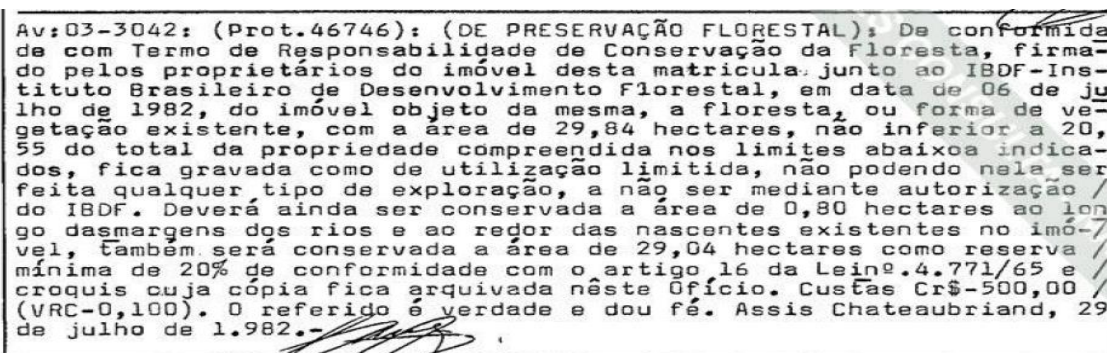 Av:03-3042: (Prot.46746): (DE PRESERVAÇÃO FLORESTAL): De conformida
de com Termo de Responsabilidade de Conservação da Floresta, firma-
do pelos proprietários do imóvel desta matricula junto ao IBDF-Ins-
tituto Brasileiro de Desenvolvimento Florestal, em data de 06 de ju
lho de 1982, do imóvel objeto da mesma, a floresta, ou forma de ve-
getação existente, com a área de 29,84 hectares, não inferior a 20,
55 do total da propriedade compreendida nos limites abaixoa indica-
dos, fica gravada como de utilização limitida, não podendo nela ser
feita qualquer tipo de exploração, a não ser mediante autorização /
do IBDF. Deverá ainda ser conservada a área de 0,80 hectares ao lon
go dasmargens dos rios e ao redor das nascentes existentes no imó-/
vel, também será conservada a área de 29,04 hectares como reserva /
mínima de 20% de conformidade com o artigo 16 da Leinº.4.771/65 e /
croquis cuja cópia fica arquivada nêste Ofício. Custas Cr$-500,00 /
(VRC-0,100). O referido é verdade e dou fé. Assis Chateaubriand, 29
de julho de 1.982.-